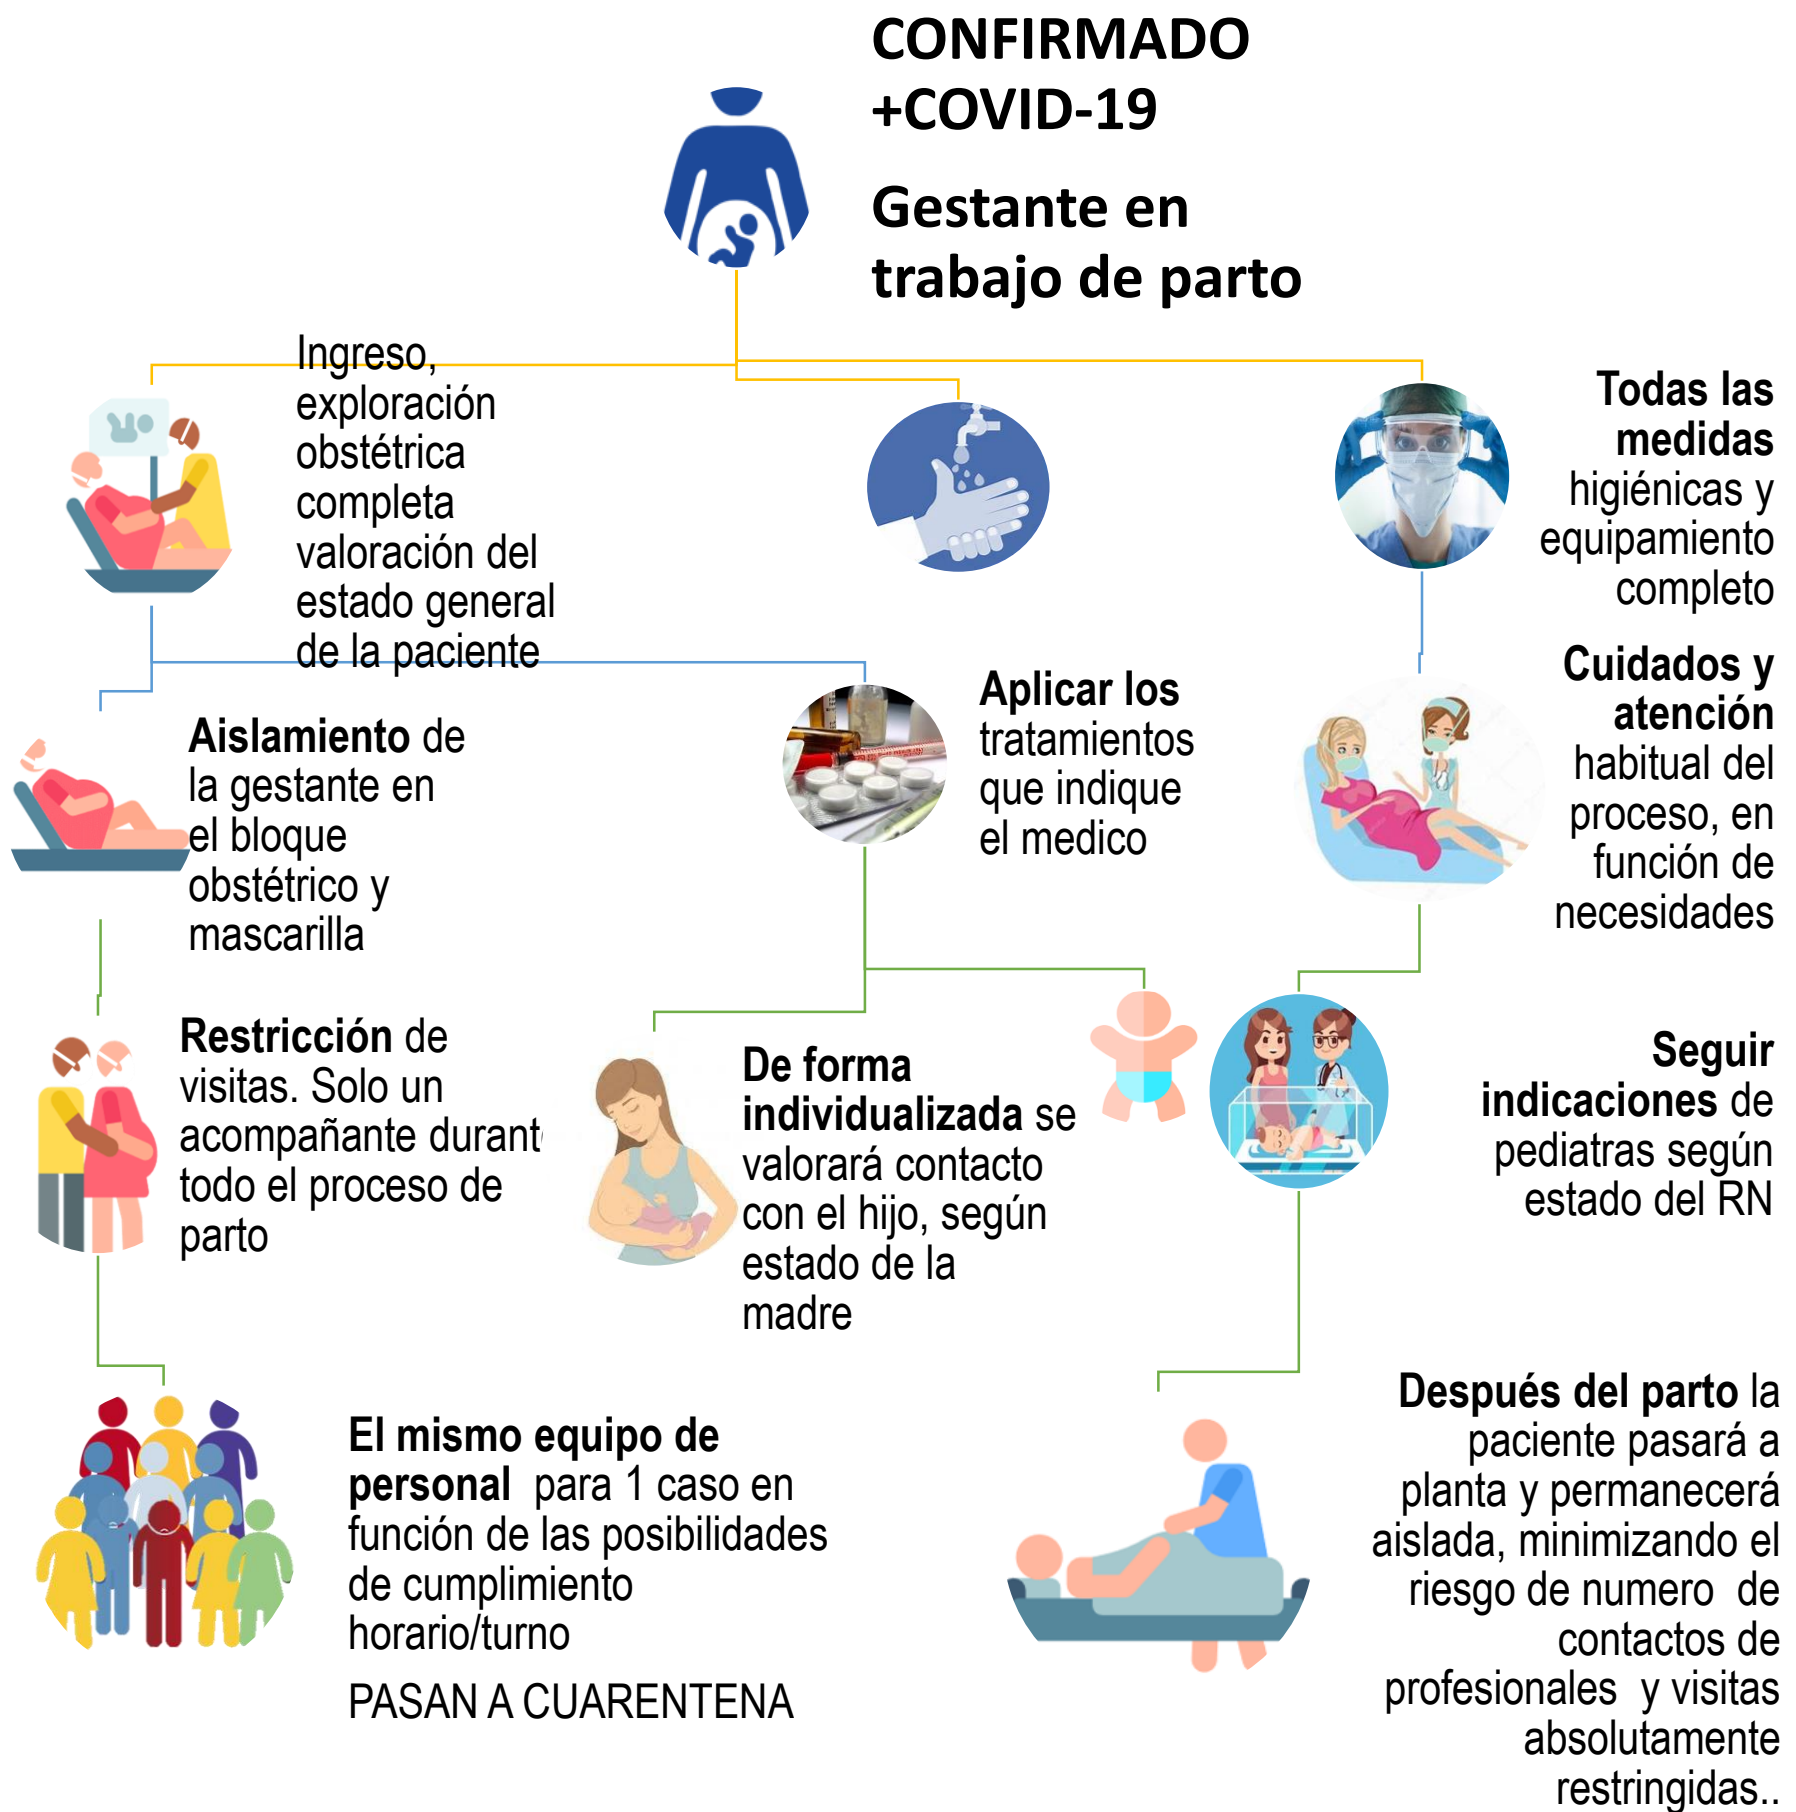 CONFIRMADO
+COVID-19
Gestante en
trabajo de parto
Ingreso,
exploración
obstétrica
completa
valoración del
estado general
de la paciente
Todas las
medidas
higiénicas y
equipamiento
completo
Aislamiento de
la gestante en
el bloque
obstétrico y
mascarilla
Aplicar los
tratamientos
que indique
el medico
Cuidados y
atención
habitual del
proceso, en
función de
necesidades
Restricción de
visitas. Solo un
acompañante durant
todo el proceso de
parto
De forma
individualizada se
valorará contacto
con el hijo, según
estado de la
madre
Seguir
indicaciones de
pediatras según
estado del RN
El mismo equipo de
personal para 1 caso en
función de las posibilidades
de cumplimiento
horario/turno
PASAN A CUARENTENA
Después del parto la
paciente pasará a
planta y permanecerá
aislada, minimizando el
riesgo de numero de
contactos de
profesionales y visitas
absolutamente
restringidas..